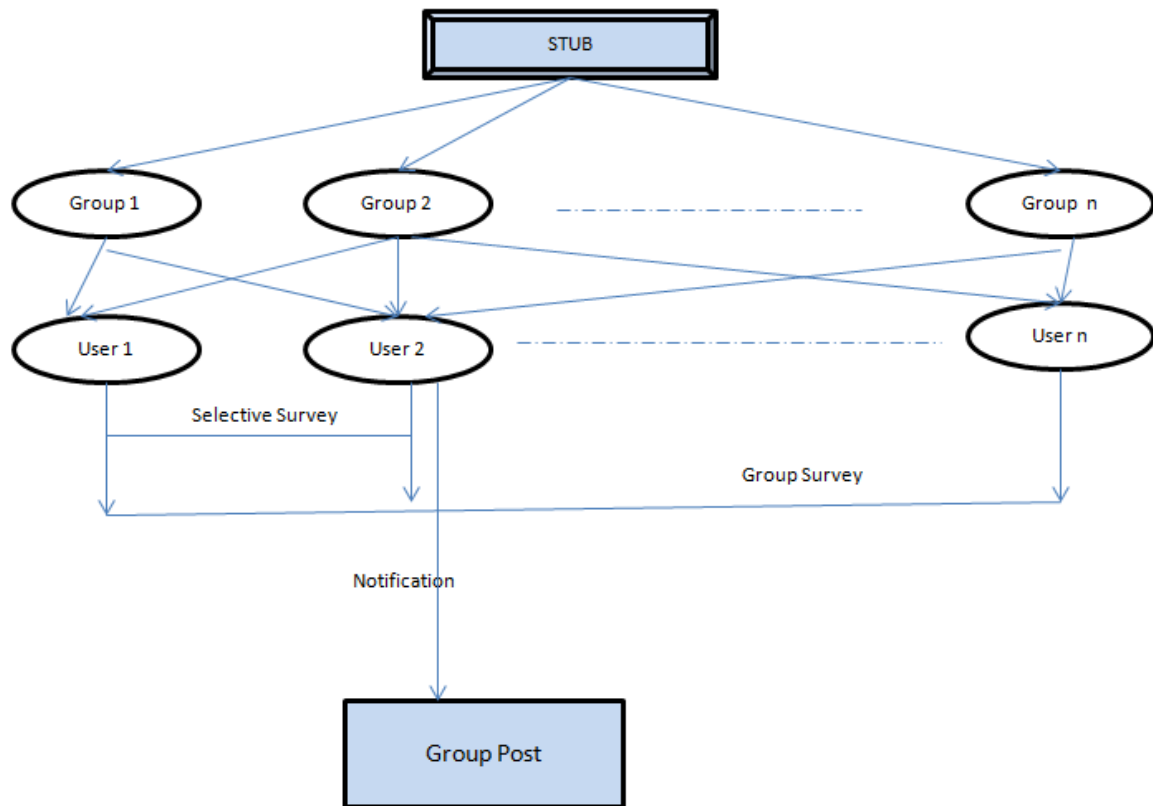 STUB
Group 1
Group 2
Group n
User 1
User 2
User n
Selective Survey
Group Survey
Notification
Group Post